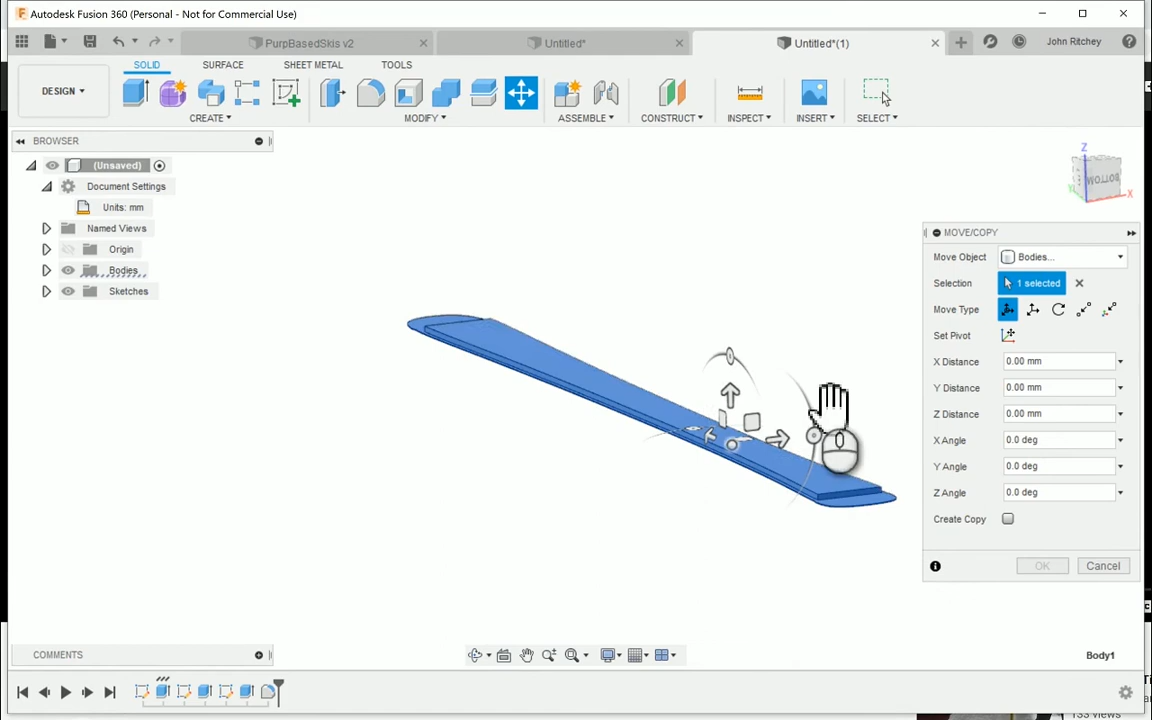 Autodesk Fusion 360 (Personal - Not for Commercial Use)
PurpBasedSkis v2
Untitled*
Untitled*(1)
John Ritchey
DESIGN
SOLID
SURFACE
SHEET METAL
TOOLS
CREATE
MODIFY
ASSEMBLE
CONSTRUCT
INSPECT
INSERT
SELECT
BROWSER
(Unsaved)
Document Settings
Units: mm
Named Views
Origin
Bodies
Sketches
Z
BOTTOM
Y
X
MOVE/COPY
Move Object
Bodies...
Selection
1 selected
Move Type
Set Pivot
X Distance
0.00 mm
Y Distance
0.00 mm
Z Distance
0.00 mm
X Angle
0.0 deg
Y Angle
0.0 deg
Z Angle
0.0 deg
Create Copy
OK
Cancel
COMMENTS
Body1
133 views